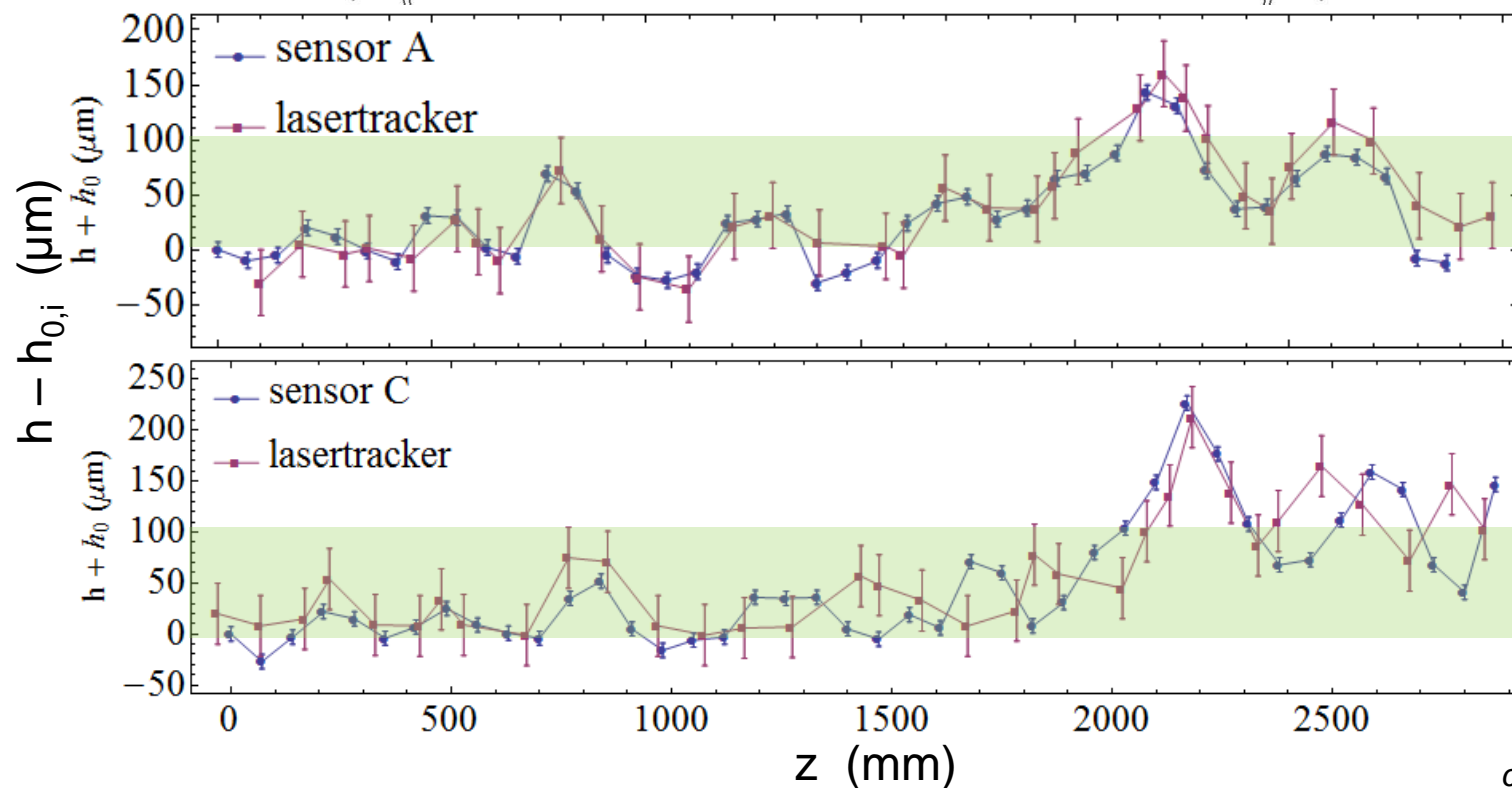 200
150
100
50
0
−50
sensor A
lasertracker
h + h₀ (μm)
h – h₀,ᵢ (μm)
250
200
150
100
50
0
−50
sensor C
lasertracker
h + h₀ (μm)
0 500 1000 1500 2000 2500
z (mm)